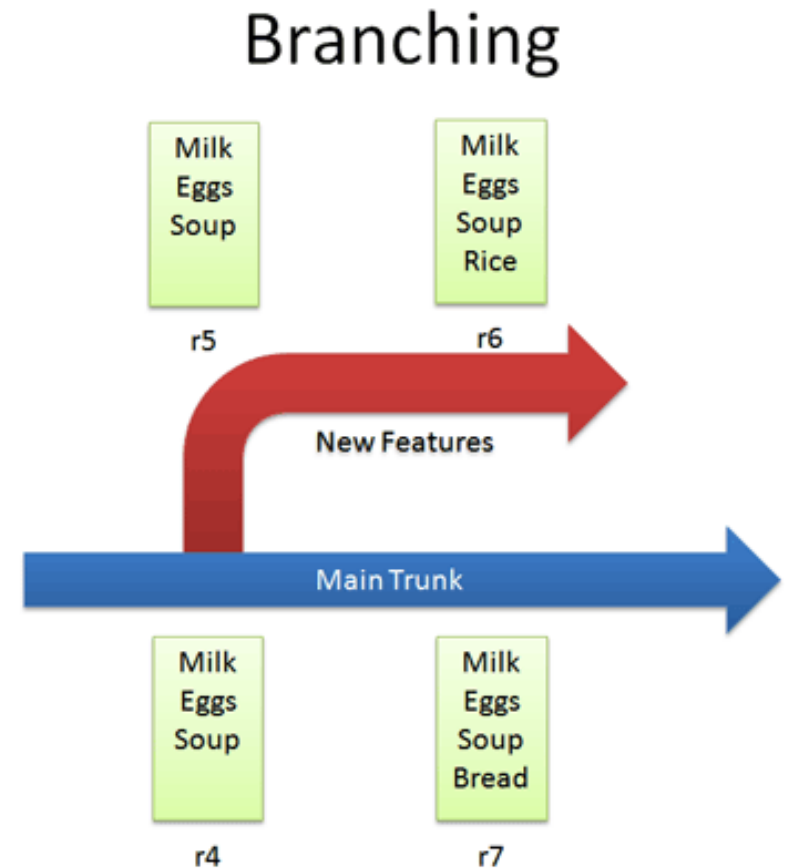 Branching
Milk
Eggs
Soup
r5
Milk
Eggs
Soup
Rice
r6
New Features
Main Trunk
Milk
Eggs
Soup
r4
Milk
Eggs
Soup
Bread
r7